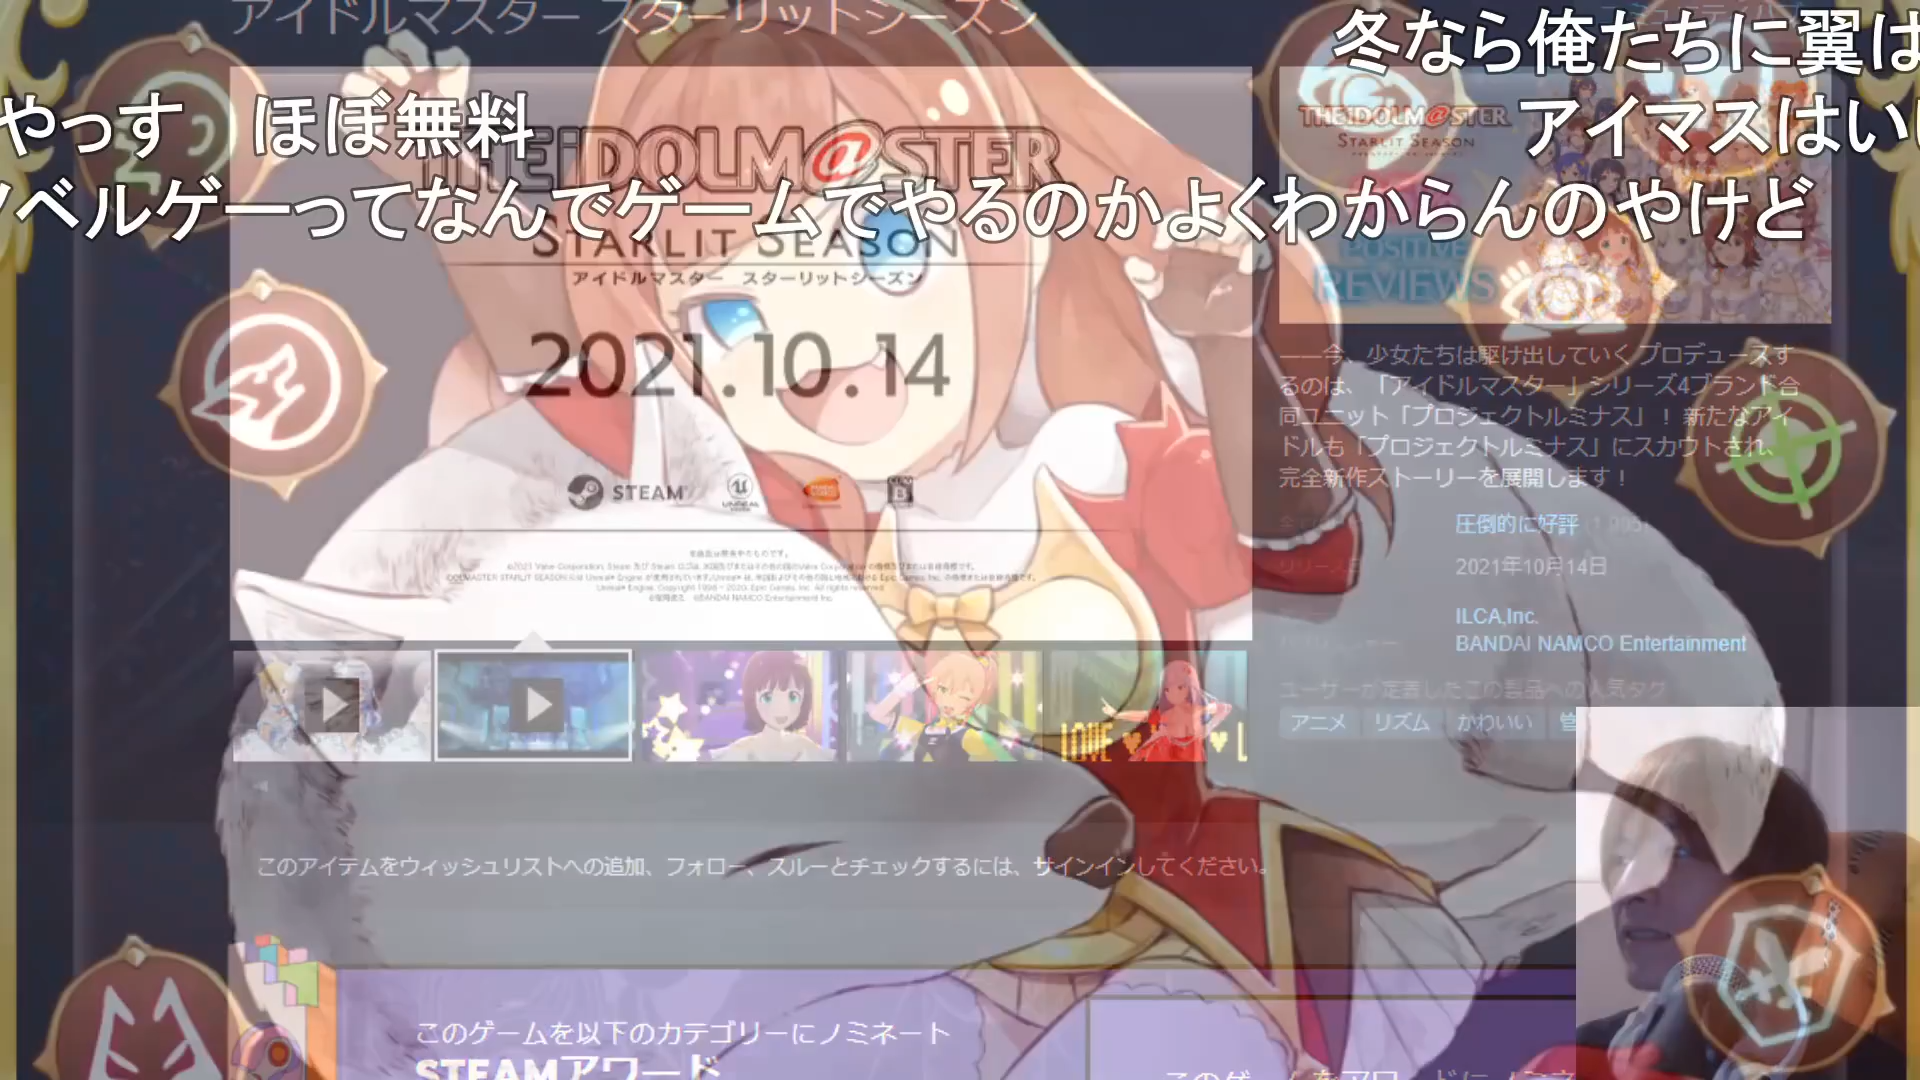 アイドルマスター スターリットシーズン
冬なら俺たちに翼は
やっす ほぼ無料
アイマスはい
ノベルゲーってなんでゲームでやるのかよくわからんのやけど
THE iDOLM@STER
STARLIT SEASON
アイドルマスター スターリットシーズン
2021.10.14
STEAM
THE iDOLM@STER
STARLIT SEASON
POSITIVE
REVIEWS
――今、少女たちは駆け出していく プロデュースす
るのは、「アイドルマスター」シリーズ4ブランド合
同ユニット「プロジェクトルミナス」！ 新たなアイ
ドルも「プロジェクトルミナス」にスカウトされ、
完全新作ストーリーを展開します！
圧倒的に好評
2021年10月14日
ILCA,Inc.
BANDAI NAMCO Entertainment
ユーザーが定義したこの製品への人気タグ
アニメ リズム かわいい
LOVE
このアイテムをウィッシュリストへの追加、フォロー、スルーとチェックするには、サインインしてください。
このゲームを以下のカテゴリーにノミネート
STEAMアワード